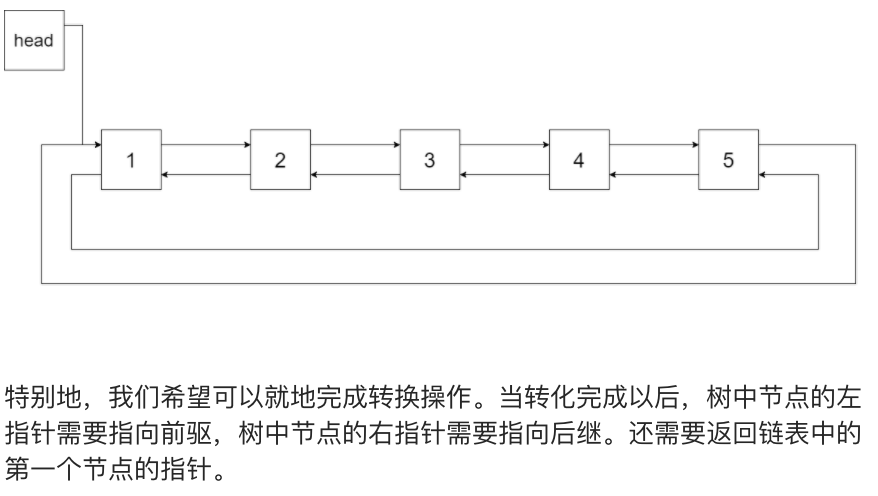 head
1 2 3 4 5
特别地，我们希望可以就地完成转换操作。当转化完成以后，树中节点的左
指针需要指向前驱，树中节点的右指针需要指向后继。还需要返回链表中的
第一个节点的指针。